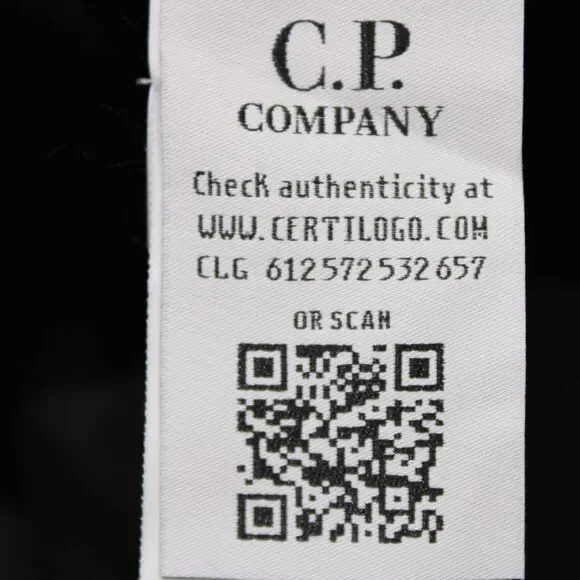 C.P.
COMPANY
Check authenticity at
WWW.CERTILOGO.COM
CLG 612572532657
OR SCAN